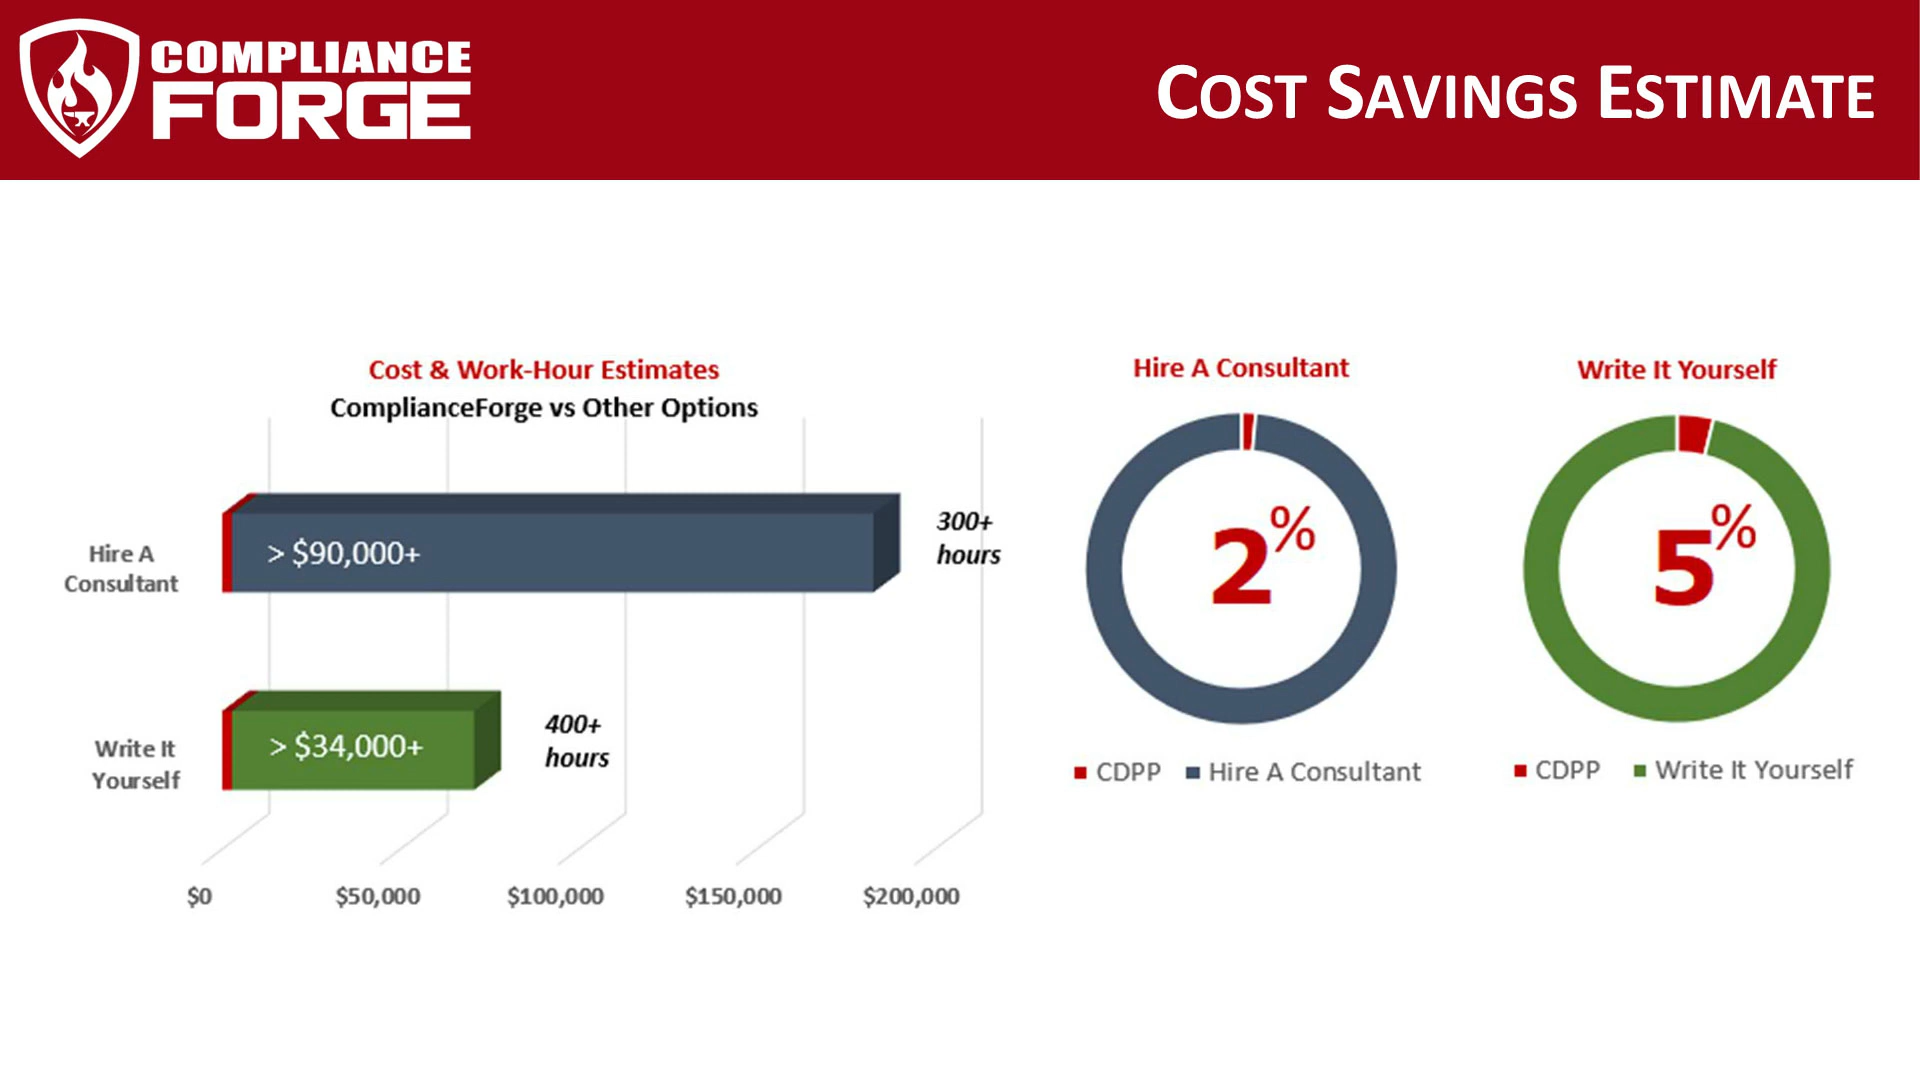 COMPLIANCE
FORGE
COST SAVINGS ESTIMATE
Cost & Work-Hour Estimates
ComplianceForge vs Other Options
Hire A
Consultant
> $90,000+
300+
hours
Write It
Yourself
> $34,000+
400+
hours
$0
$50,000
$100,000
$150,000
$200,000
Hire A Consultant
2%
CDPP
Hire A Consultant
Write It Yourself
5%
CDPP
Write It Yourself